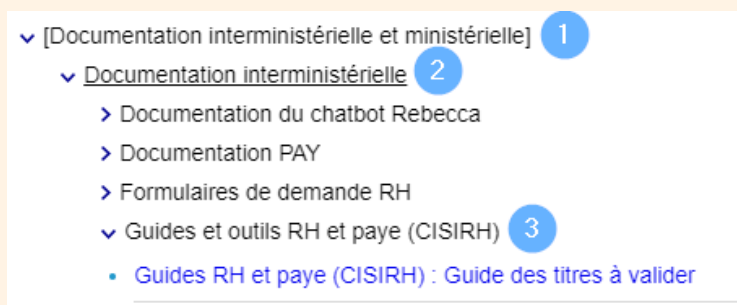 [Documentation interministérielle et ministérielle] 1
Documentation interministérielle 2
Documentation du chatbot Rebecca
Documentation PAY
Formulaires de demande RH
Guides et outils RH et paye (CISIRH) 3
Guides RH et paye (CISIRH) : Guide des titres à valider